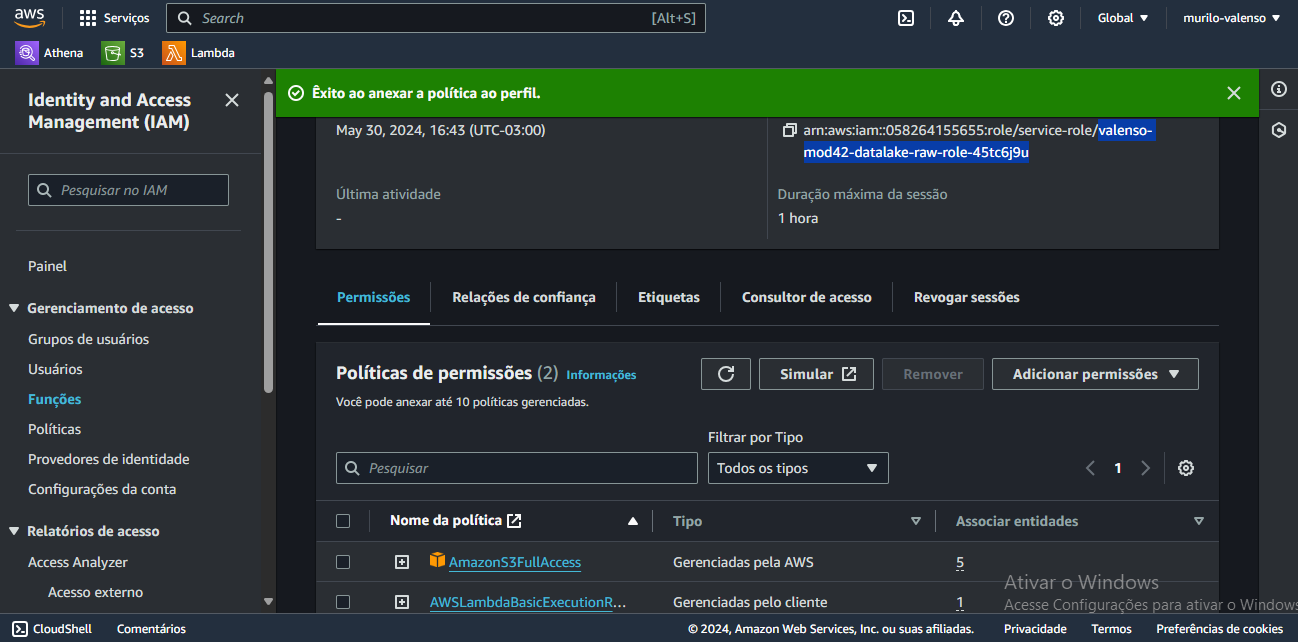 aws
Serviços
Search
[Alt+S]
Global
murilo-valenso
Athena
S3
Lambda
Identity and Access
Management (IAM)
Pesquisar no IAM
Painel
Gerenciamento de acesso
Grupos de usuários
Usuários
Funções
Políticas
Provedores de identidade
Configurações da conta
Relatórios de acesso
Access Analyzer
Acesso externo
Êxito ao anexar a política ao perfil.
May 30, 2024, 16:43 (UTC-03:00)
arn:aws:iam::058264155655:role/service-role/valenso-
mod42-datalake-raw-role-45tc6j9u
Última atividade
-
Duração máxima da sessão
1 hora
Permissões
Relações de confiança
Etiquetas
Consultor de acesso
Revogar sessões
Políticas de permissões (2) Informações
Simular
Remover
Adicionar permissões
Você pode anexar até 10 políticas gerenciadas.
Filtrar por Tipo
Pesquisar
Todos os tipos
1
Nome da política
Tipo
Associar entidades
AmazonS3FullAccess
Gerenciadas pela AWS
5
AWSLambdaBasicExecutionR...
Gerenciadas pelo cliente
1
Ativar o Windows
Acesse Configurações para ativar o Windows
CloudShell
Comentários
© 2024, Amazon Web Services, Inc. ou suas afiliadas.
Privacidade
Termos
Preferências de cookies